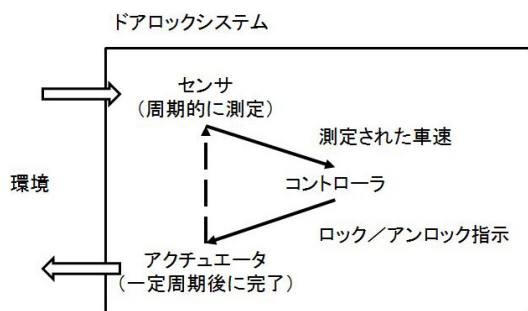 ドアロックシステム
センサ
（周期的に測定）
測定された車速
環境
コントローラ
ロック／アンロック指示
アクチュエータ
（一定周期後に完了）